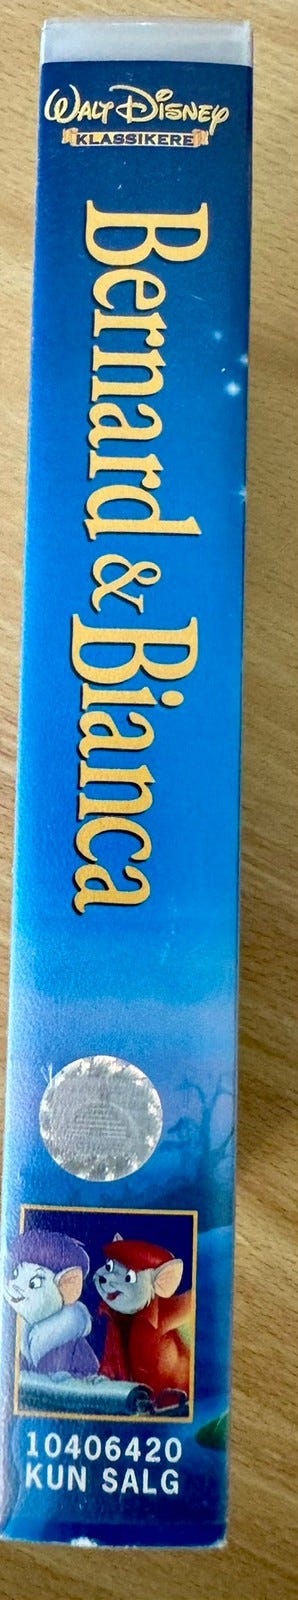 WALT DISNEY
KLASSIKERE
Bernard & Bianca
10406420
KUN SALG